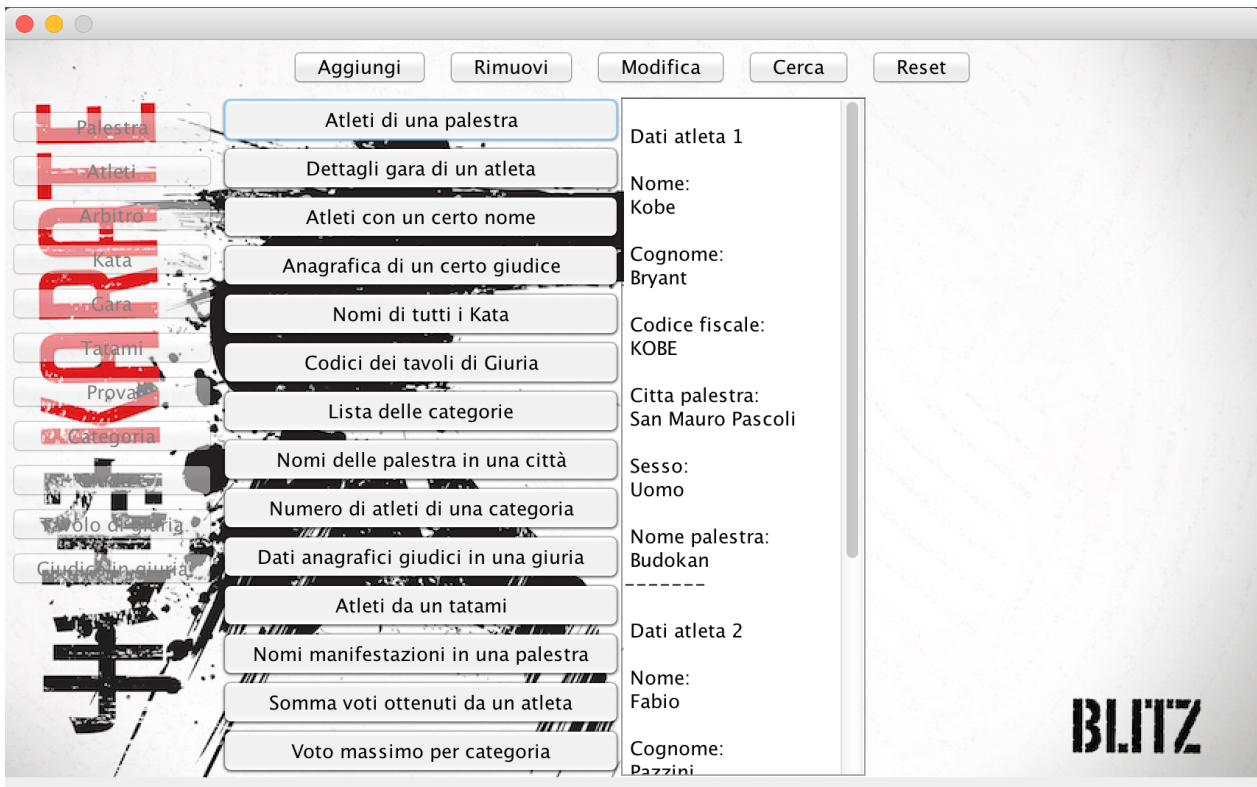 Aggiungi Rimuovi Modifica Cerca Reset
Palestra
Atleti
Arbitro
Kata
Gara
Tatami
Prova
Categoria
Tavolo di giuria
Giudice in giuria
KARATE
Atleti di una palestra
Dettagli gara di un atleta
Atleti con un certo nome
Anagrafica di un certo giudice
Nomi di tutti i Kata
Codici dei tavoli di Giuria
Lista delle categorie
Nomi delle palestra in una città
Numero di atleti di una categoria
Dati anagrafici giudici in una giuria
Atleti da un tatami
Nomi manifestazioni in una palestra
Somma voti ottenuti da un atleta
Voto massimo per categoria
Dati atleta 1
Nome:
Kobe
Cognome:
Bryant
Codice fiscale:
KOBE
Citta palestra:
San Mauro Pascoli
Sesso:
Uomo
Nome palestra:
Budokan
-------
Dati atleta 2
Nome:
Fabio
Cognome:
Pazzini
BLITZ